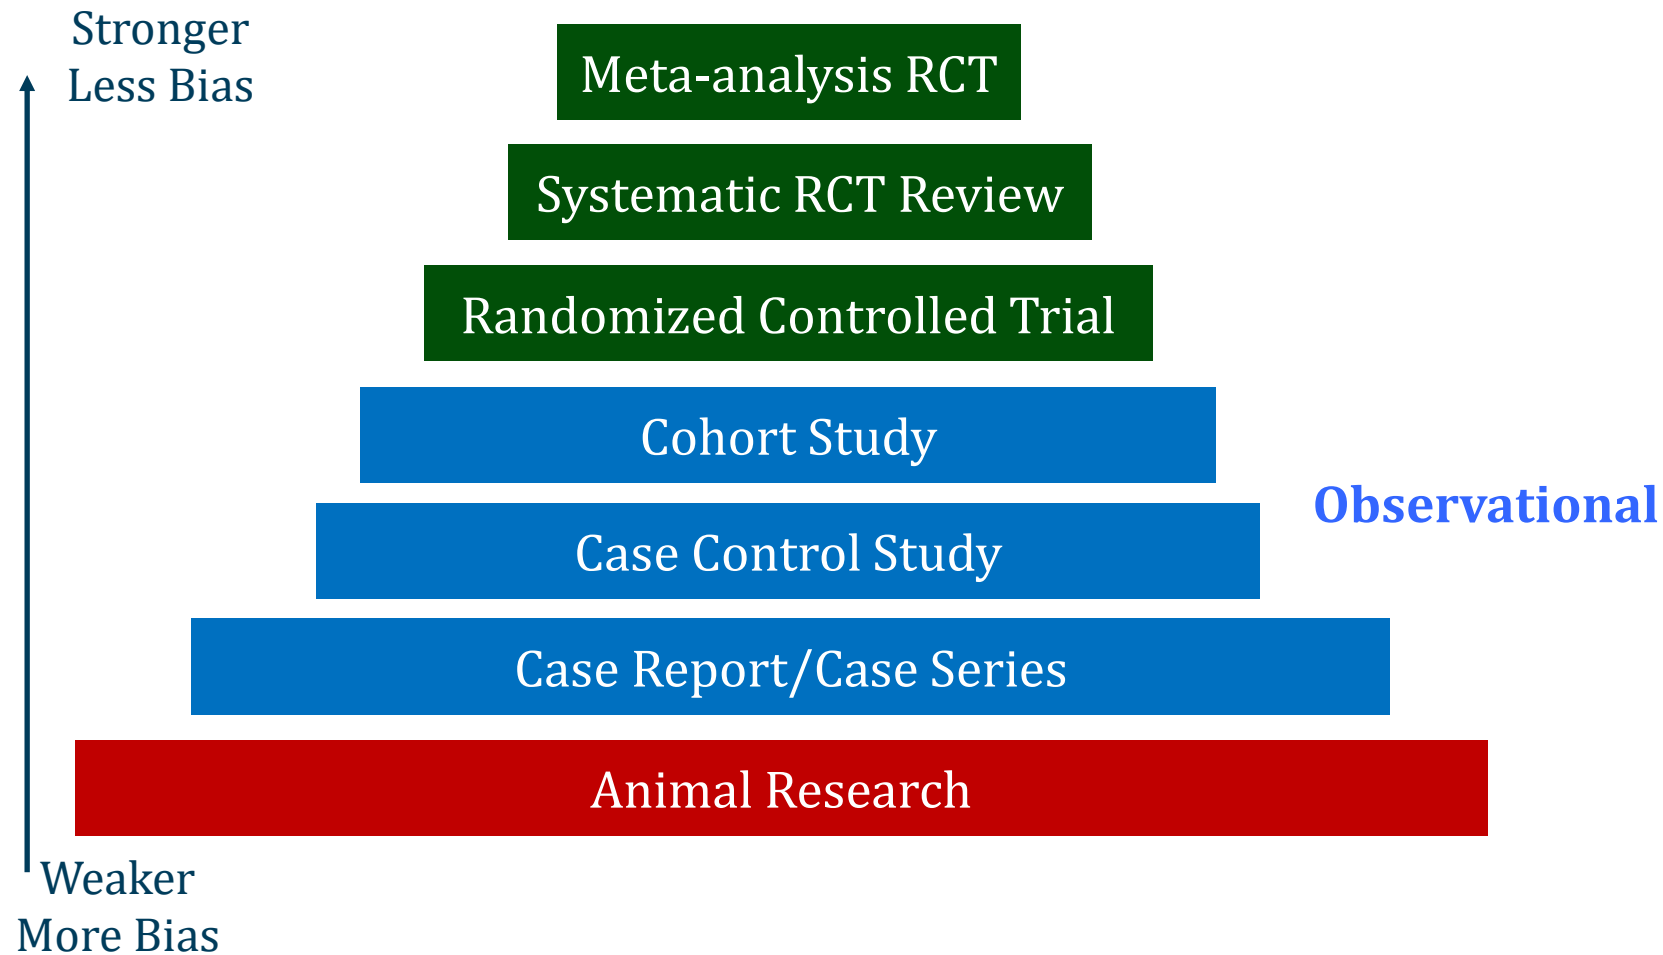 Stronger
Less Bias
Meta-analysis RCT
Systematic RCT Review
Randomized Controlled Trial
Cohort Study
Observational
Case Control Study
Case Report/Case Series
Animal Research
Weaker
More Bias